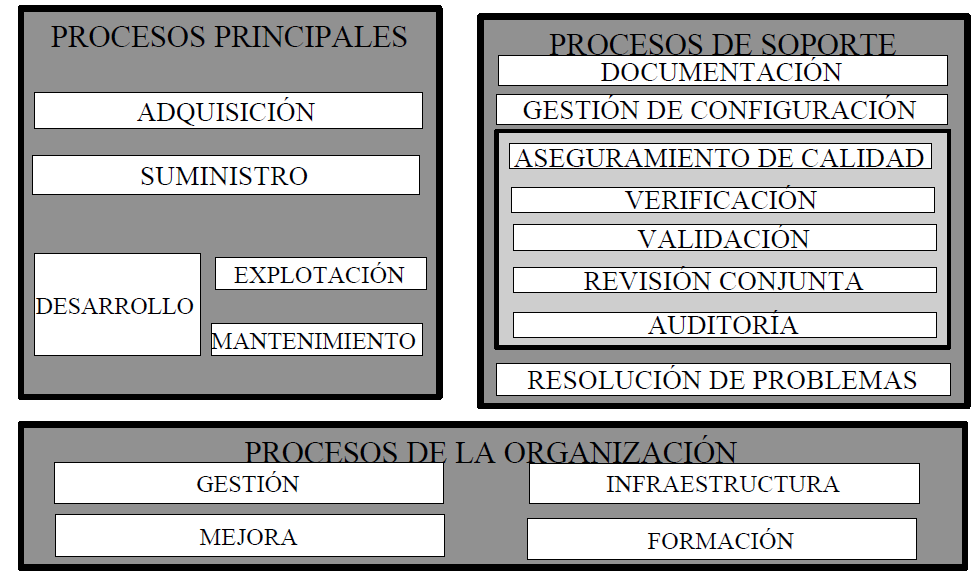 PROCESOS PRINCIPALES
ADQUISICIÓN
SUMINISTRO
DESARROLLO
EXPLOTACIÓN
MANTENIMIENTO
PROCESOS DE SOPORTE
DOCUMENTACIÓN
GESTIÓN DE CONFIGURACIÓN
ASEGURAMIENTO DE CALIDAD
VERIFICACIÓN
VALIDACIÓN
REVISIÓN CONJUNTA
AUDITORÍA
RESOLUCIÓN DE PROBLEMAS
PROCESOS DE LA ORGANIZACIÓN
GESTIÓN
INFRAESTRUCTURA
MEJORA
FORMACIÓN